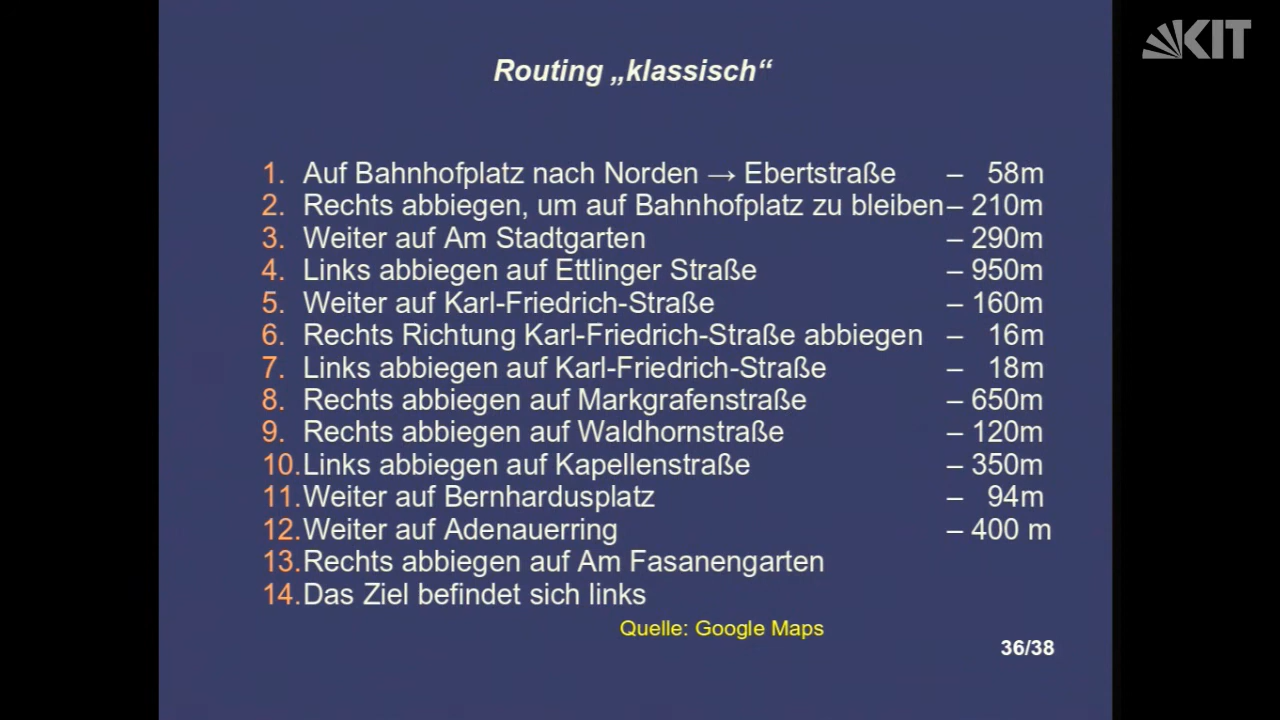 KIT
Routing „klassisch“
1. Auf Bahnhofplatz nach Norden → Ebertstraße – 58m
2. Rechts abbiegen, um auf Bahnhofplatz zu bleiben – 210m
3. Weiter auf Am Stadtgarten – 290m
4. Links abbiegen auf Ettlinger Straße – 950m
5. Weiter auf Karl-Friedrich-Straße – 160m
6. Rechts Richtung Karl-Friedrich-Straße abbiegen – 16m
7. Links abbiegen auf Karl-Friedrich-Straße – 18m
8. Rechts abbiegen auf Markgrafenstraße – 650m
9. Rechts abbiegen auf Waldhornstraße – 120m
10. Links abbiegen auf Kapellenstraße – 350m
11. Weiter auf Bernhardusplatz – 94m
12. Weiter auf Adenauerring – 400 m
13. Rechts abbiegen auf Am Fasanengarten
14. Das Ziel befindet sich links
Quelle: Google Maps
36/38